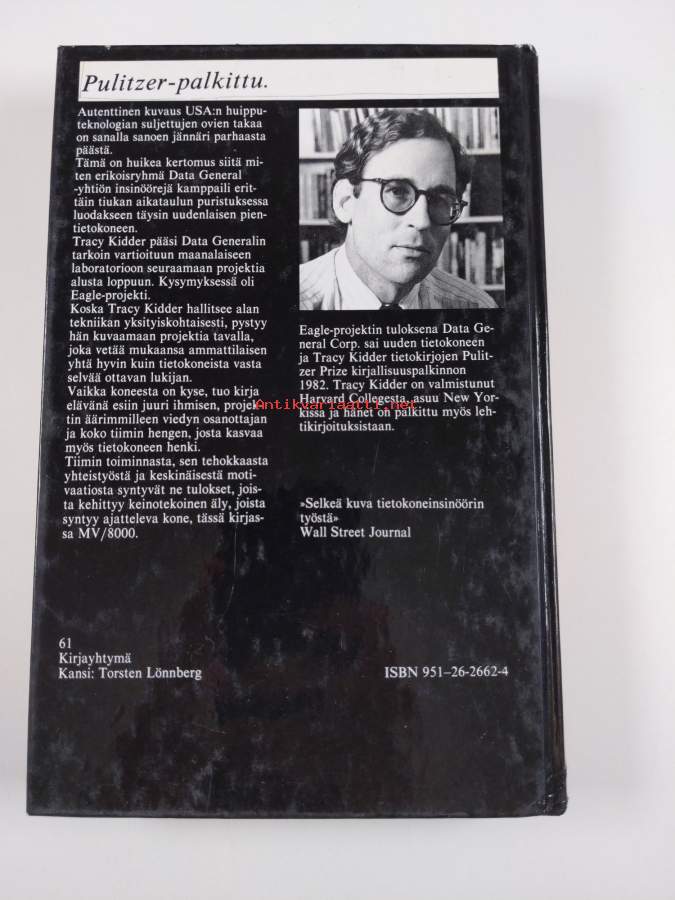 Pulitzer-palkittu.
Autenttinen kuvaus USA:n huippu-
teknologian suljettujen ovien takaa
on sanalla sanoen jännäri parhaasta
päästä.
Tämä on huikea kertomus siitä mi-
ten erikoisryhmä Data General
-yhtiön insinöörejä kamppaili erit-
täin tiukan aikataulun puristuksessa
luodakseen täysin uudenlaisen pien-
tietokoneen.
Tracy Kidder pääsi Data Generalin
tarkoin vartioituun maanalaiseen
laboratorioon seuraamaan projektia
alusta loppuun. Kysymyksessä oli
Eagle-projekti.
Koska Tracy Kidder hallitsee alan
tekniikan yksityiskohtaisesti, pystyy
hän kuvaamaan projektia tavalla,
joka vetää mukaansa ammattilaisen
yhtä hyvin kuin tietokoneista vasta
selvää ottavan lukijan.
Vaikka koneesta on kyse, tuo kirja
elävänä esiin juuri ihmisen, projek-
tin äärimmilleen viedyn osanottajan
ja koko tiimin hengen, josta kasvaa
myös tietokoneen henki.
Tiimin toiminnasta, sen tehokkaasta
yhteistyöstä ja keskinäisestä moti-
vaatiosta syntyvät ne tulokset, jois-
ta kehittyy keinotekoinen äly, joista
syntyy ajatteleva kone, tässä kirjas-
sa MV/8000.
Eagle-projektin tuloksena Data Ge-
neral Corp. sai uuden tietokoneen
ja Tracy Kidder tietokirjojen Pulit-
zer Prize kirjallisuuspalkinnon
1982. Tracy Kidder on valmistunut
Harvard Collegesta, asuu New Yor-
kissa ja hänet on palkittu myös leh-
tikirjoituksistaan.
Antikvariaatti.net
»Selkeä kuva tietokoneinsinöörin
työstä»
Wall Street Journal
61
Kirjayhtymä
Kansi: Torsten Lönnberg
ISBN 951-26-2662-4